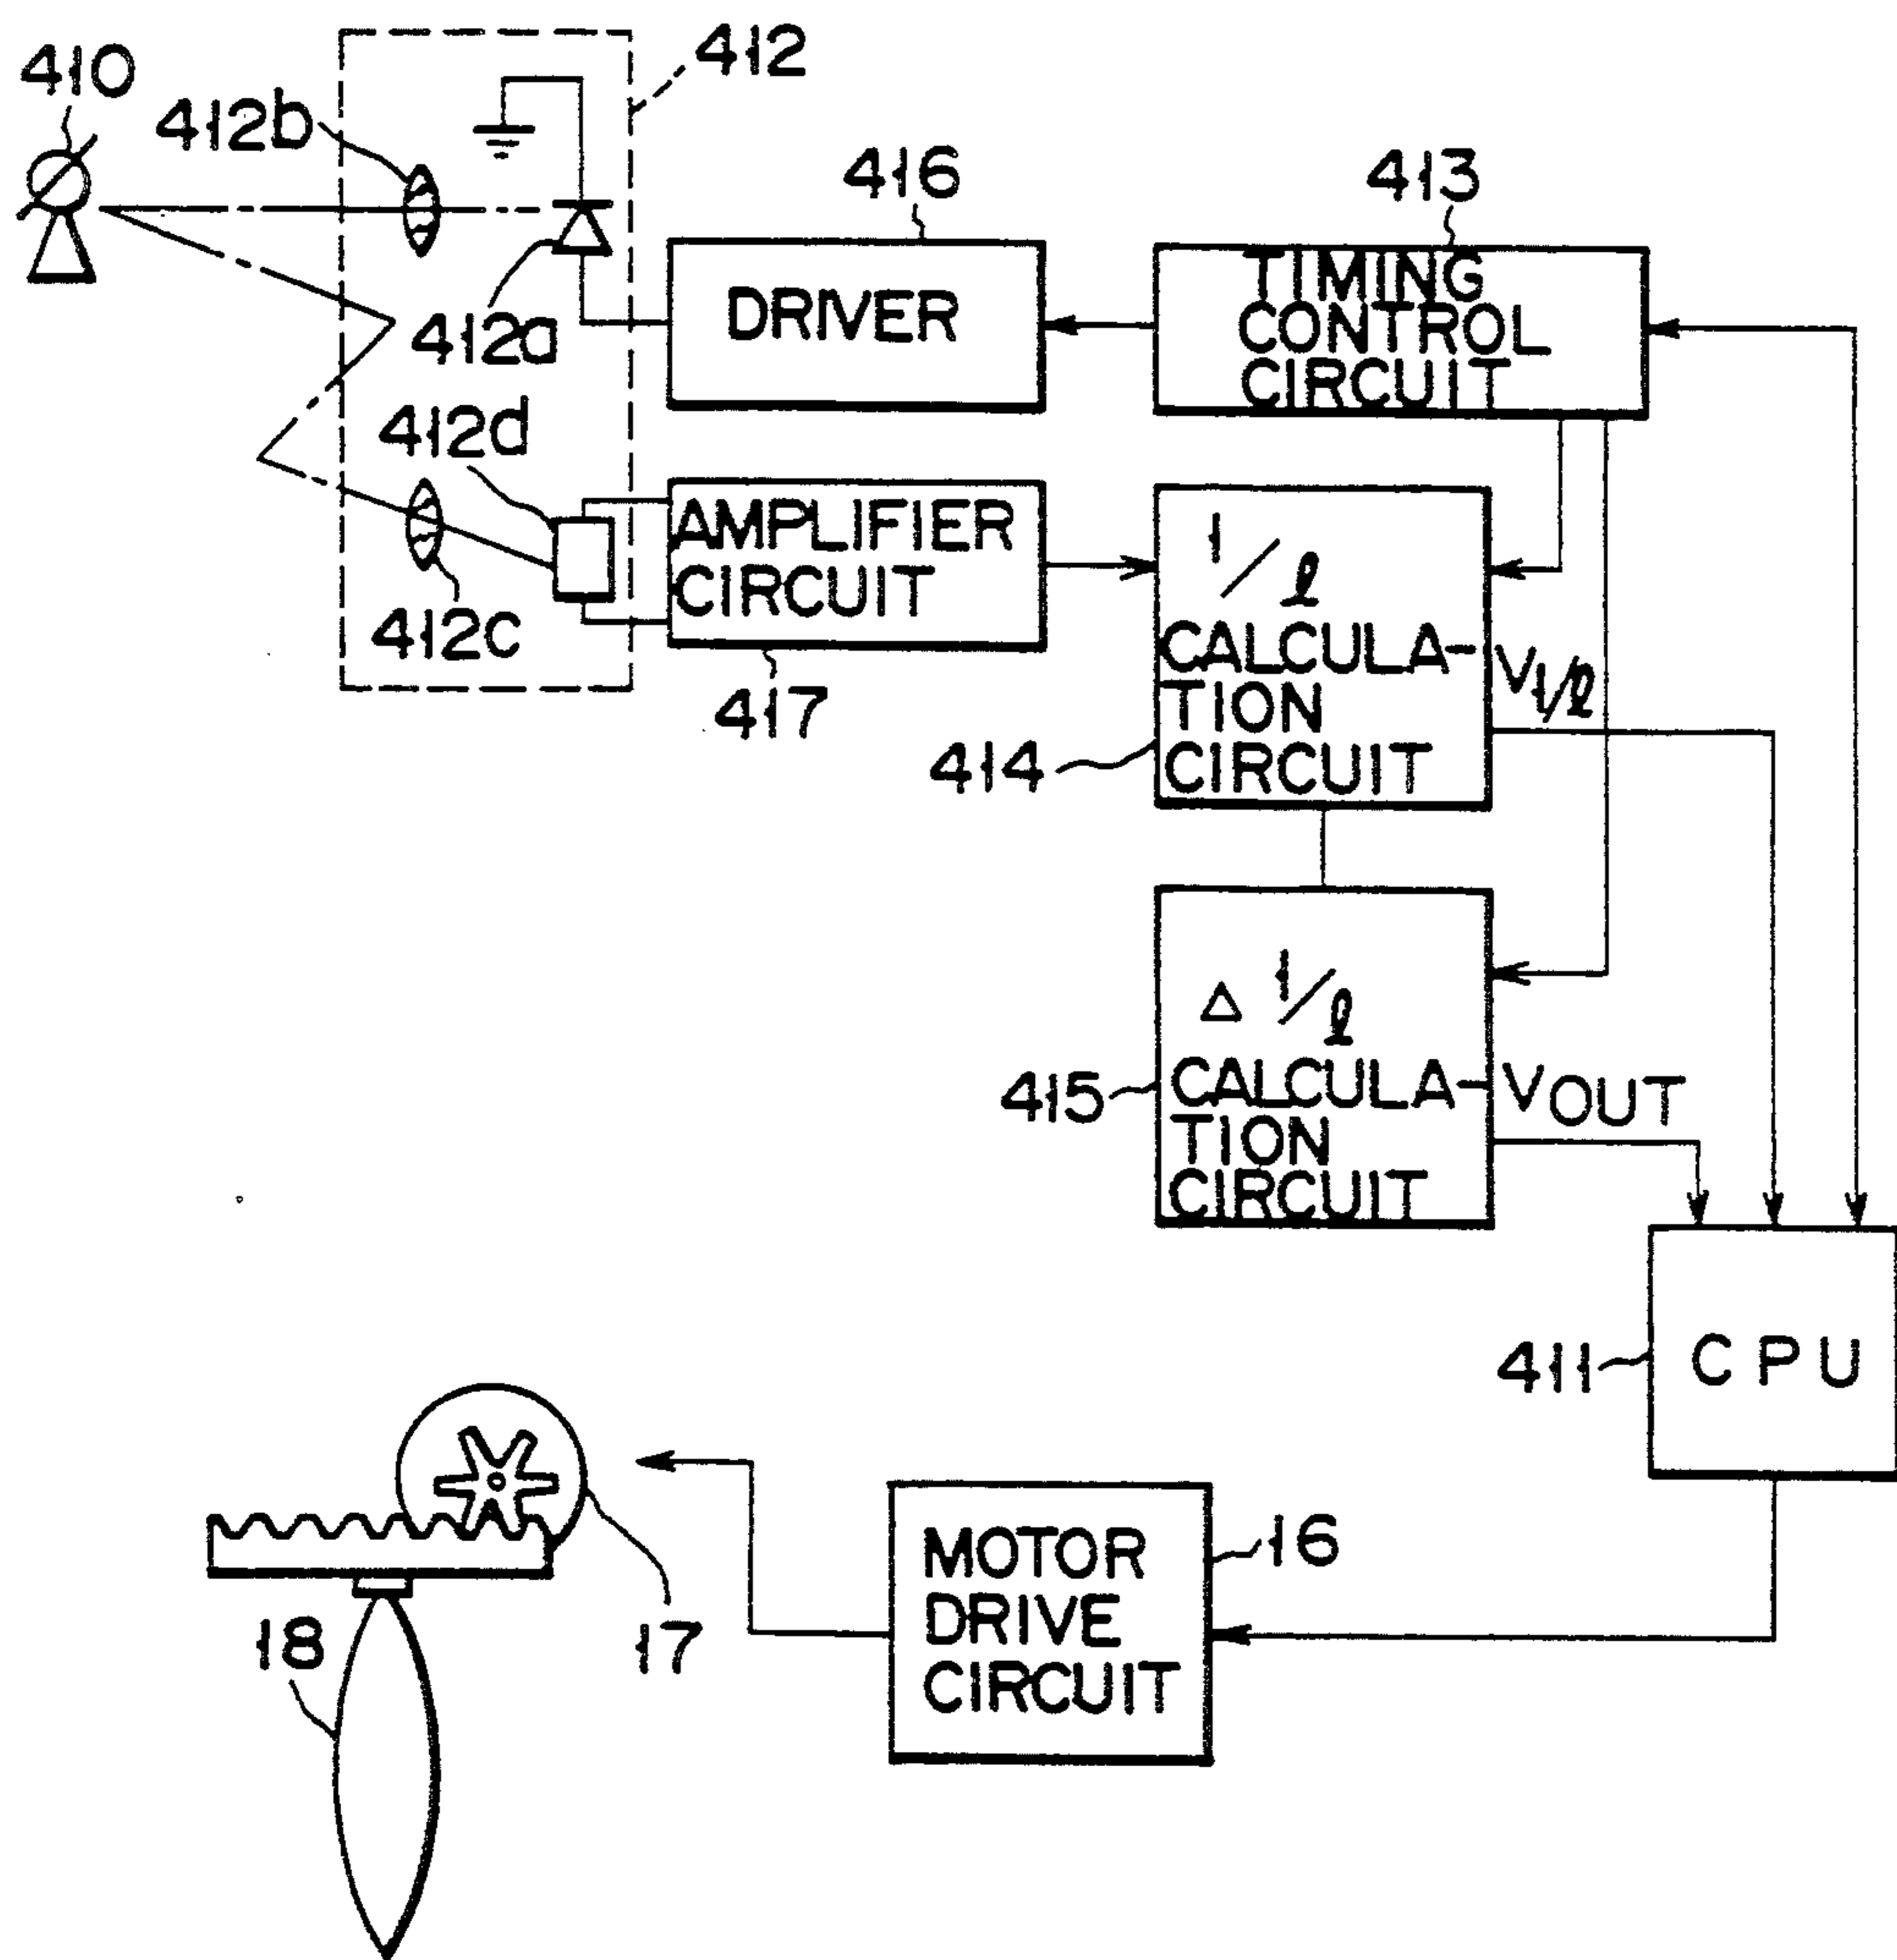 410
412b
412
416
413
412a
DRIVER
TIMING
CONTROL
CIRCUIT
412d
412c
AMPLIFIER
CIRCUIT
417
1/ℓ
CALCULA-
TION
CIRCUIT
V1/ℓ
414
Δ 1/ℓ
CALCULA-
TION
CIRCUIT
VOUT
415
411
CPU
MOTOR
DRIVE
CIRCUIT
16
17
18